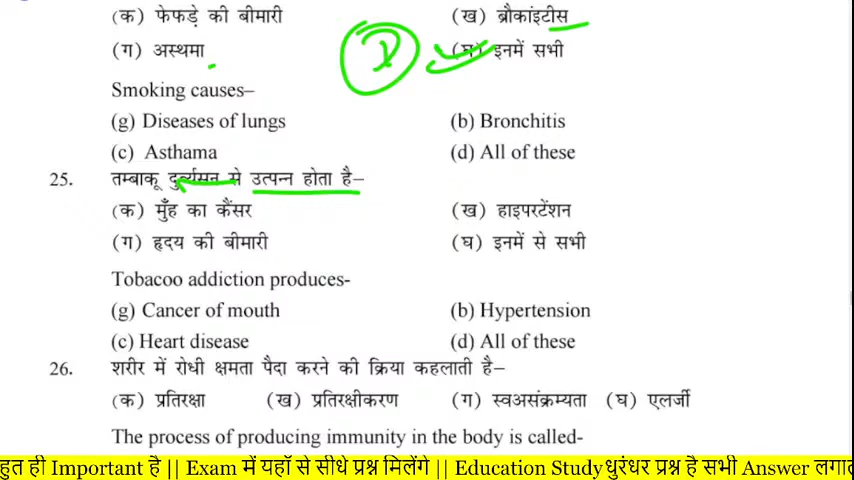 (क) फेफड़े की बीमारी (ख) ब्रौकांइटीस
(ग) अस्थमा (घ) इनमें सभी
Smoking causes–
(g) Diseases of lungs (b) Bronchitis
(c) Asthama (d) All of these
25. तम्बाकू दुर्व्यसन से उत्पन्न होता है–
(क) मुँह का कैंसर (ख) हाइपरटेंशन
(ग) हृदय की बीमारी (घ) इनमें से सभी
Tobacoo addiction produces-
(g) Cancer of mouth (b) Hypertension
(c) Heart disease (d) All of these
26. शरीर में रोधी क्षमता पैदा करने की क्रिया कहलाती है–
(क) प्रतिरक्षा (ख) प्रतिरक्षीकरण (ग) स्वअसंक्रम्यता (घ) एलर्जी
The process of producing immunity in the body is called-
ही Important है || Exam में यहाँ से सीधे प्रश्न मिलेंगे || Education Study धुरंधर प्रश्न है सभी Answer